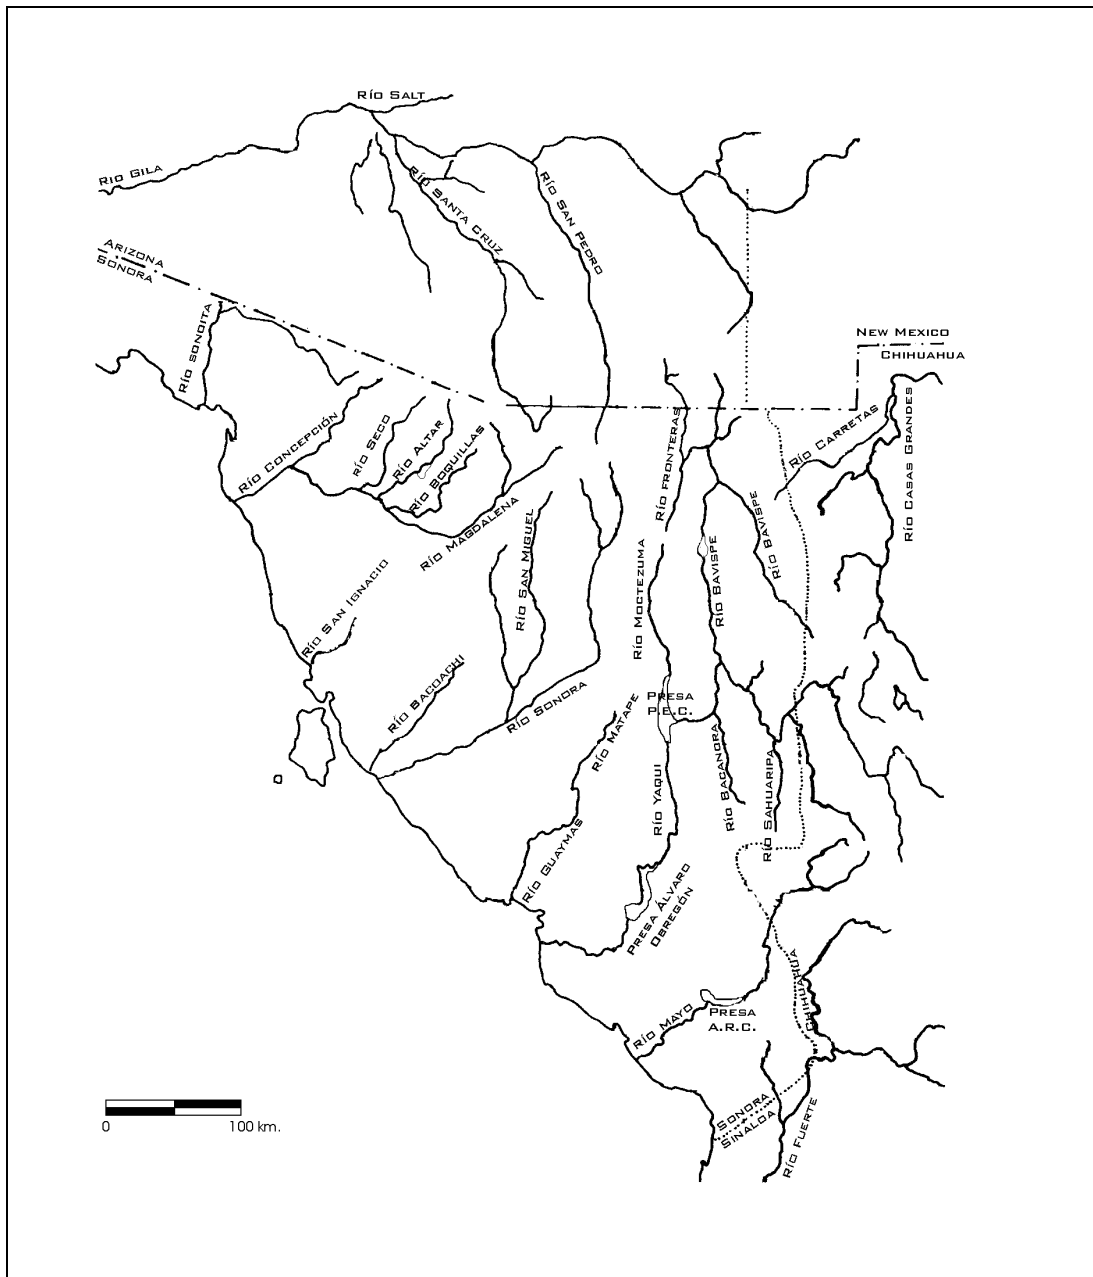 Río Salt
Rio Gila
Río Santa Cruz
Río San Pedro
Arizona
Sonora
Río Sonoita
New Mexico
Chihuahua
Río Concepción
Río Seco
Río Altar
Río Boquillas
Río Fronteras
Río Carretas
Río Casas Grandes
Río Magdalena
Río San Miguel
Río Moctezuma
Río Bavispe
Río Bavispe
Río San Ignacio
Río Bacoachi
Río Sonora
Río Matape
Presa
P.E.C.
Río Yaqui
Río Bacanora
Río Sahuaripa
Río Guaymas
Presa Álvaro
Obregón
Chihuahua
Río Mayo
Presa
A.R.C.
Sonora
Sinaloa
Río Fuerte
0 100 km.